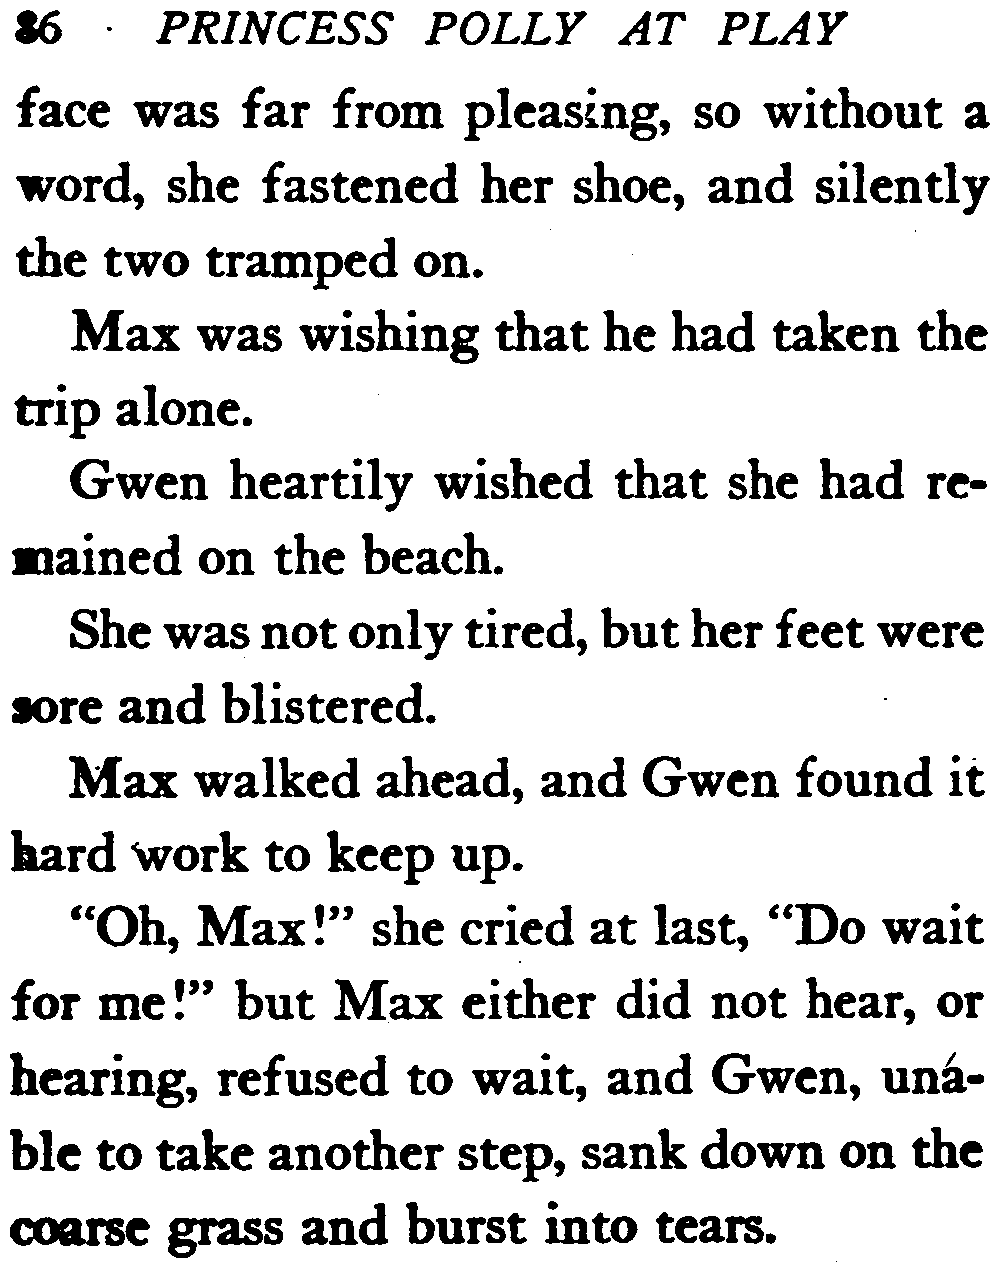 86 PRINCESS POLLY AT PLAY
face was far from pleasing, so without a
word, she fastened her shoe, and silently
the two tramped on.
Max was wishing that he had taken the
trip alone.
Gwen heartily wished that she had re-
mained on the beach.
She was not only tired, but her feet were
sore and blistered.
Max walked ahead, and Gwen found it
hard work to keep up.
"Oh, Max!" she cried at last, "Do wait
for me!" but Max either did not hear, or
hearing, refused to wait, and Gwen, una-
ble to take another step, sank down on the
coarse grass and burst into tears.